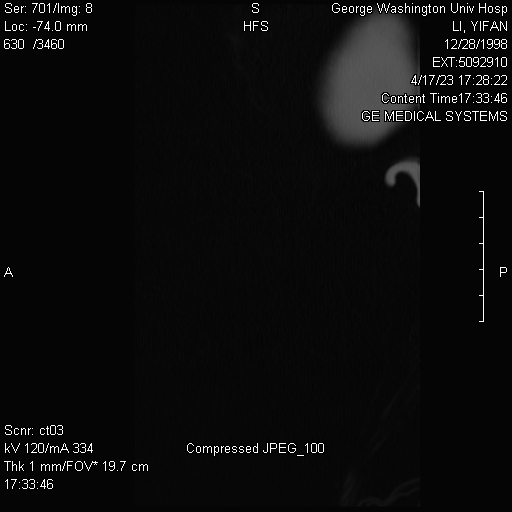 Ser: 701/Img: 8
Loc: -74.0 mm
630 /3460
S
HFS
George Washington Univ Hosp
LI, YIFAN
12/28/1998
EXT:5092910
4/17/23 17:28:22
Content Time17:33:46
GE MEDICAL SYSTEMS
A
P
Scnr: ct03
kV 120/mA 334
Thk 1 mm/FOV* 19.7 cm
17:33:46
Compressed JPEG_100